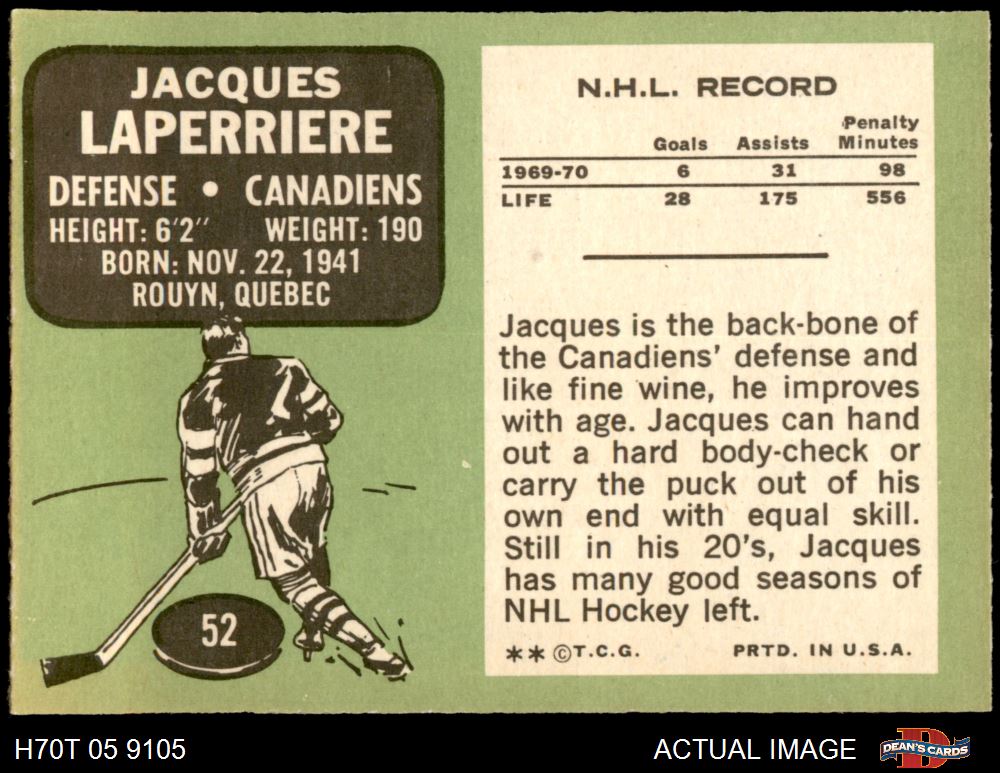 JACQUES
LAPERRIERE
DEFENSE • CANADIENS
HEIGHT: 6'2" WEIGHT: 190
BORN: NOV. 22, 1941
ROUYN, QUEBEC
52
N.H.L. RECORD
Goals Assists Penalty Minutes
1969-70 6 31 98
LIFE 28 175 556
Jacques is the back-bone of
the Canadiens' defense and
like fine wine, he improves
with age. Jacques can hand
out a hard body-check or
carry the puck out of his
own end with equal skill.
Still in his 20's, Jacques
has many good seasons of
NHL Hockey left.
** ©T.C.G. PRTD. IN U.S.A.
H70T 05 9105 ACTUAL IMAGE
D
DEAN'S CARDS